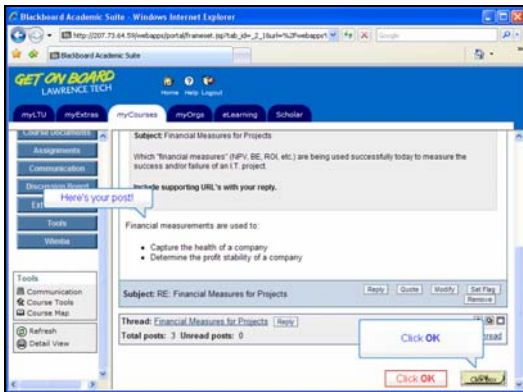 Blackboard Academic Suite - Windows Internet Explorer
Google
Blackboard Academic Suite
GET ON BOARD
LAWRENCE TECH
Home Help Logout
myLTU myExtras myCourses myOrgs eLearning Scholar
Course Documents
Assignments
Communication
Discussion Board
Tools
Wimba
Tools
Communication
Course Tools
Course Map
Refresh
Detail View
Subject: Financial Measures for Projects
Which "financial measures" (NPV, BE, ROI, etc.) are being used successfully today to measure the
success and/or failure of an I.T. project.
Include supporting URL's with your reply.
Here's your post!
Financial measurements are used to:
• Capture the health of a company
• Determine the profit stability of a company
Subject: RE: Financial Measures for Projects
Reply Quote Modify Set Flag
Remove
Thread: Financial Measures for Projects Reply
Total posts: 3 Unread posts: 0
Click OK
Click OK